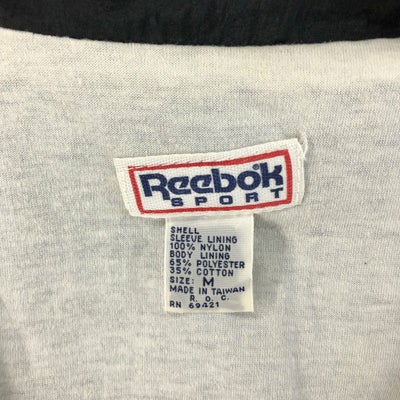 Reebok
SPORT
SHELL
SLEEVE LINING
100% NYLON
BODY LINING
65% POLYESTER
35% COTTON
SIZE: M
MADE IN TAIWAN
R. O. C.
RN 69421